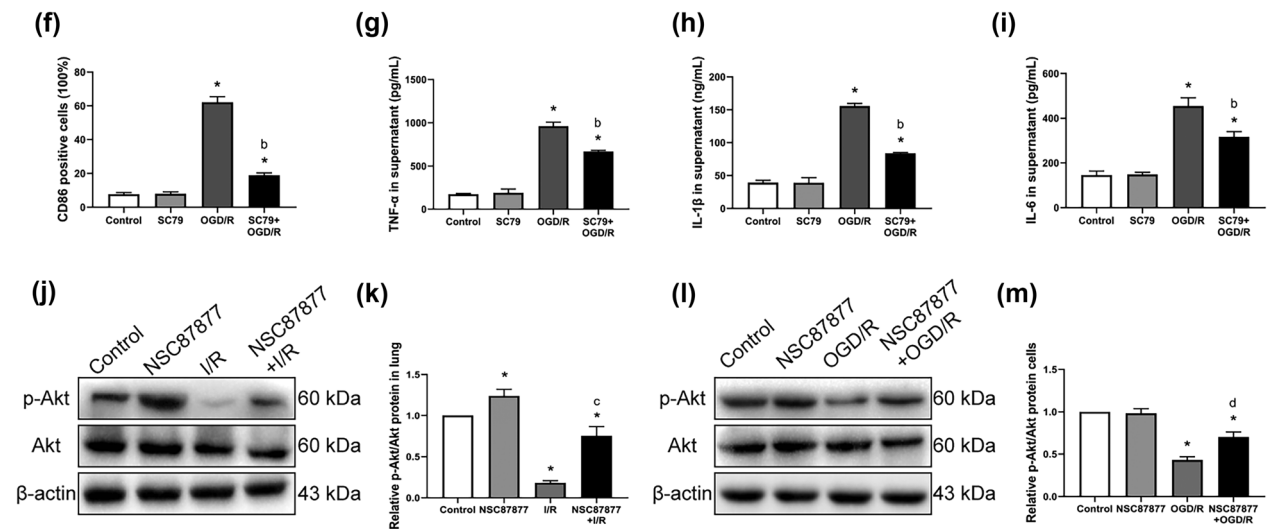 (f)
CD86 positive cells (100%)
80
60
40
20
0
*
b
*
Control
SC79
OGD/R
SC79+
OGD/R
(g)
TNF-α in supernatant (pg/mL)
1500
1000
500
0
*
b
*
Control
SC79
OGD/R
SC79+
OGD/R
(h)
IL-1β in supernatant (ng/mL)
200
150
100
50
0
*
b
*
Control
SC79
OGD/R
SC79+
OGD/R
(i)
IL-6 in supernatant (pg/mL)
600
400
200
0
*
b
*
Control
SC79
OGD/R
SC79+
OGD/R
(j)
Control
NSC87877
I/R
NSC87877
+I/R
p-Akt
60 kDa
Akt
60 kDa
β-actin
43 kDa
(k)
Relative p-Akt/Akt protein in lung
1.5
1.0
0.5
0.0
*
*
c
*
Control
NSC87877
I/R
NSC87877
+I/R
(l)
Control
NSC87877
OGD/R
NSC87877
+OGD/R
p-Akt
60 kDa
Akt
60 kDa
β-actin
43 kDa
(m)
Relative p-Akt/Akt protein cells
1.5
1.0
0.5
0.0
*
d
*
Control
NSC87877
OGD/R
NSC87877
+OGD/R